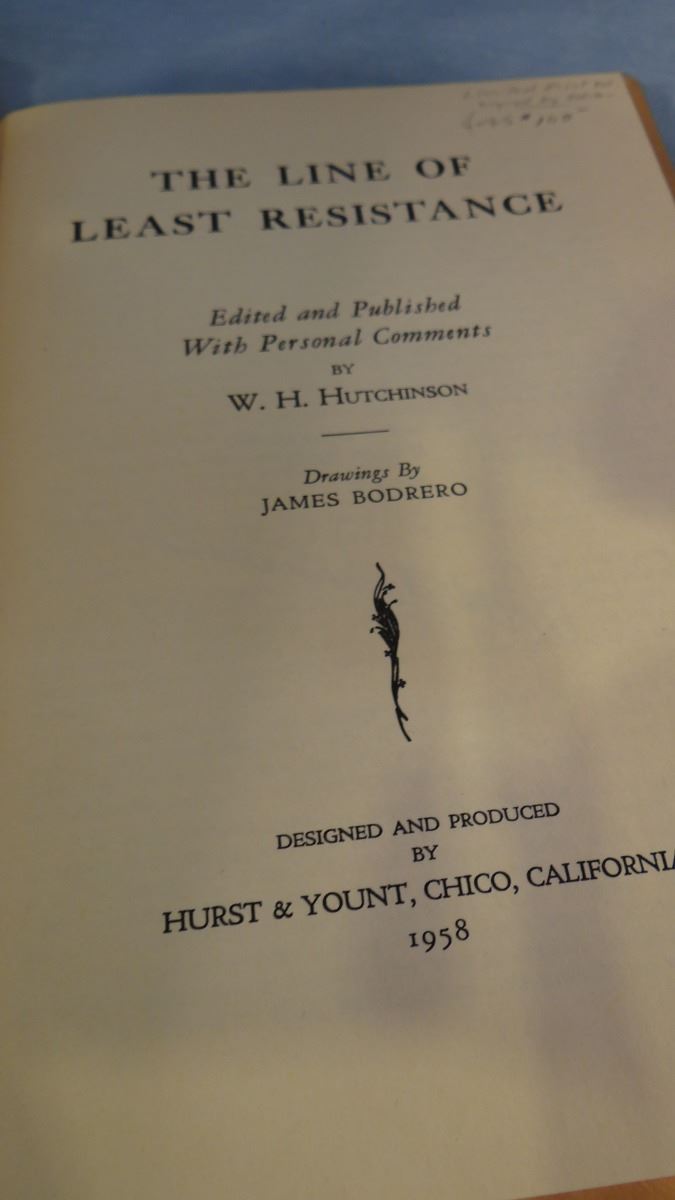 THE LINE OF
LEAST RESISTANCE
Edited and Published
With Personal Comments
BY
W. H. HUTCHINSON
Drawings By
JAMES BODRERO
DESIGNED AND PRODUCED
BY
HURST & YOUNT, CHICO, CALIFORNIA
1958